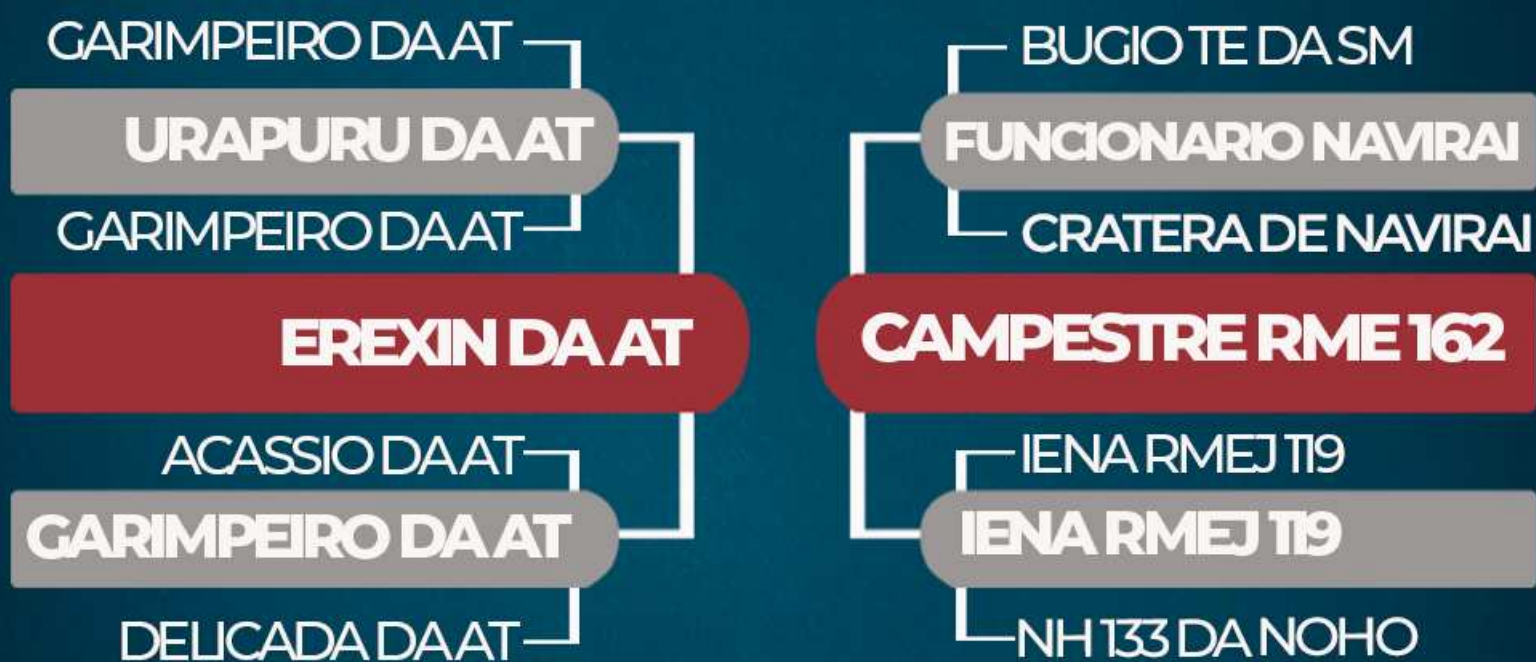 GARIMPEIRO DA AT
URAPURU DA AT
GARIMPEIRO DA AT
EREXIN DA AT
ACASSIO DA AT
GARIMPEIRO DA AT
DELICADA DA AT
BUGIO TE DA SM
FUNCIONARIO NAVIRAI
CRATERA DE NAVIRAI
CAMPESTRE RME 162
IENA RMEJ 119
IENA RMEJ 119
NH 133 DA NOHO